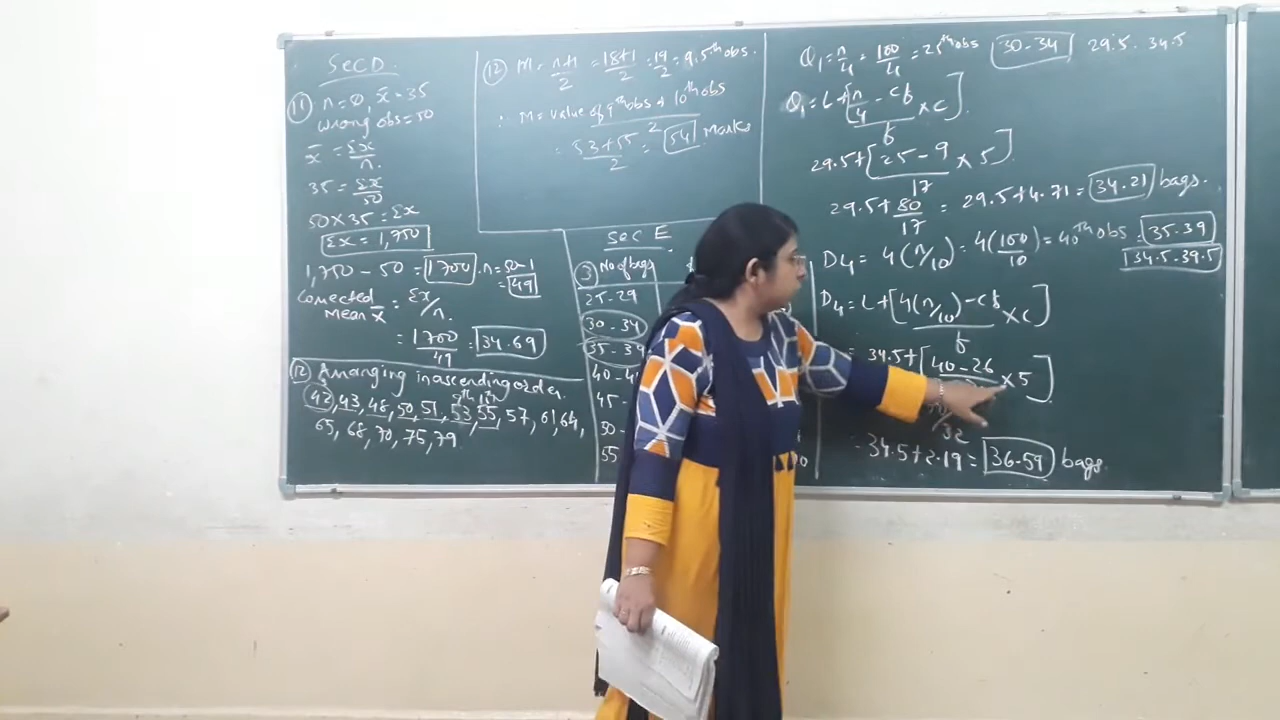 Sec D.
11 n = 50, x̄ = 35
wrong obs = 50
x̄ = Σx/n.
35 = Σx/50
50 × 35 = Σx
Σx = 1,750
1,750 - 50 = 1700 . n = 50-1
= 49
Corrected mean x̄ = Σx/n.
= 1700/49 = 34.69
12 Arranging in ascending order.
9th 10th
42, 43, 48, 50, 51, 53, 55, 57, 61, 64,
65, 68, 70, 75, 79
12 M = n+1/2 = 18+1/2 = 19/2 = 9.5th obs.
∴ M = value of 9th obs + 10th obs / 2
= 53+55/2 = 54 Marks
Sec E
3 No of bags
25-29
30-34
35-39
40-4
45-
50-
55
Q1 = n/4 = 100/4 = 25th obs 30-34 29.5 - 34.5
Q1 = L + [n/4 - cf / f × c].
29.5 + [25 - 9 / 17 × 5].
29.5 + 80/17 = 29.5 + 4.71 = 34.21 bags.
D4 = 4(n/10) = 4(100/10) = 40th obs = 35-39
34.5-39.5
D4 = L + [4(n/10) - cf / f × c]
= 34.5 + [40 - 26 × 5]
32
34.5 + 2.19 = 36.59 bags.